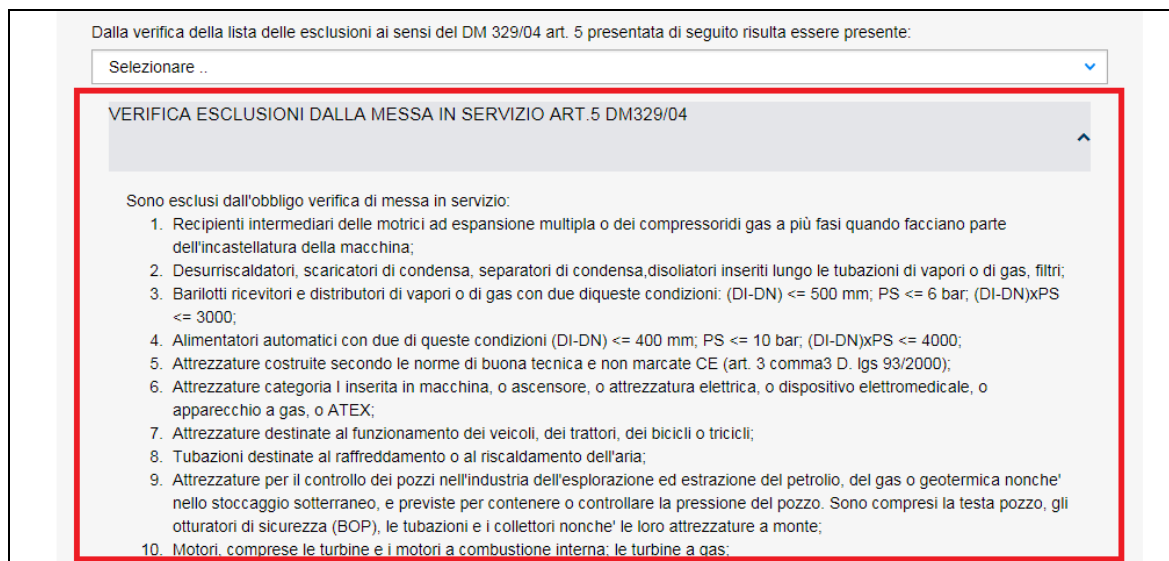 Dalla verifica della lista delle esclusioni ai sensi del DM 329/04 art. 5 presentata di seguito risulta essere presente:
Selezionare ..
VERIFICA ESCLUSIONI DALLA MESSA IN SERVIZIO ART.5 DM329/04
Sono esclusi dall'obbligo verifica di messa in servizio:
1. Recipienti intermediari delle motrici ad espansione multipla o dei compressoridi gas a più fasi quando facciano parte
dell'incastellatura della macchina;
2. Desurriscaldatori, scaricatori di condensa, separatori di condensa,disoliatori inseriti lungo le tubazioni di vapori o di gas, filtri;
3. Barilotti ricevitori e distributori di vapori o di gas con due diqueste condizioni: (DI-DN) <= 500 mm; PS <= 6 bar; (DI-DN)xPS
<= 3000;
4. Alimentatori automatici con due di queste condizioni (DI-DN) <= 400 mm; PS <= 10 bar; (DI-DN)xPS <= 4000;
5. Attrezzature costruite secondo le norme di buona tecnica e non marcate CE (art. 3 comma3 D. lgs 93/2000);
6. Attrezzature categoria I inserita in macchina, o ascensore, o attrezzatura elettrica, o dispositivo elettromedicale, o
apparecchio a gas, o ATEX;
7. Attrezzature destinate al funzionamento dei veicoli, dei trattori, dei bicicli o tricicli;
8. Tubazioni destinate al raffreddamento o al riscaldamento dell'aria;
9. Attrezzature per il controllo dei pozzi nell'industria dell'esplorazione ed estrazione del petrolio, del gas o geotermica nonche'
nello stoccaggio sotterraneo, e previste per contenere o controllare la pressione del pozzo. Sono compresi la testa pozzo, gli
otturatori di sicurezza (BOP), le tubazioni e i collettori nonche' le loro attrezzature a monte;
10. Motori, comprese le turbine e i motori a combustione interna; le turbine a gas;